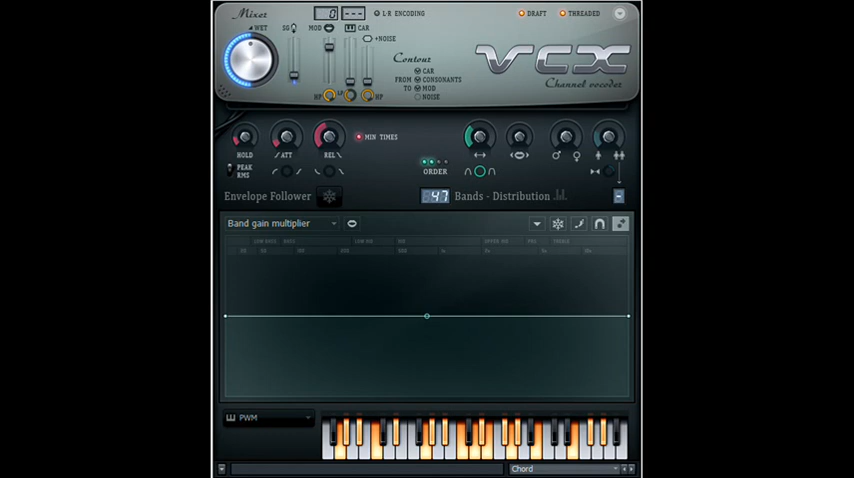 Mixer 0 --- L-R ENCODING DRAFT THREADED
WET SG MOD CAR
+NOISE
Contour
CAR
FROM CONSONANTS
TO MOD
NOISE
HP LP HP
VCX
Channel vocoder
HOLD ATT REL MIN TIMES
PEAK
RMS
ORDER
Envelope Follower 47 Bands - Distribution
Band gain multiplier
PWM
Chord